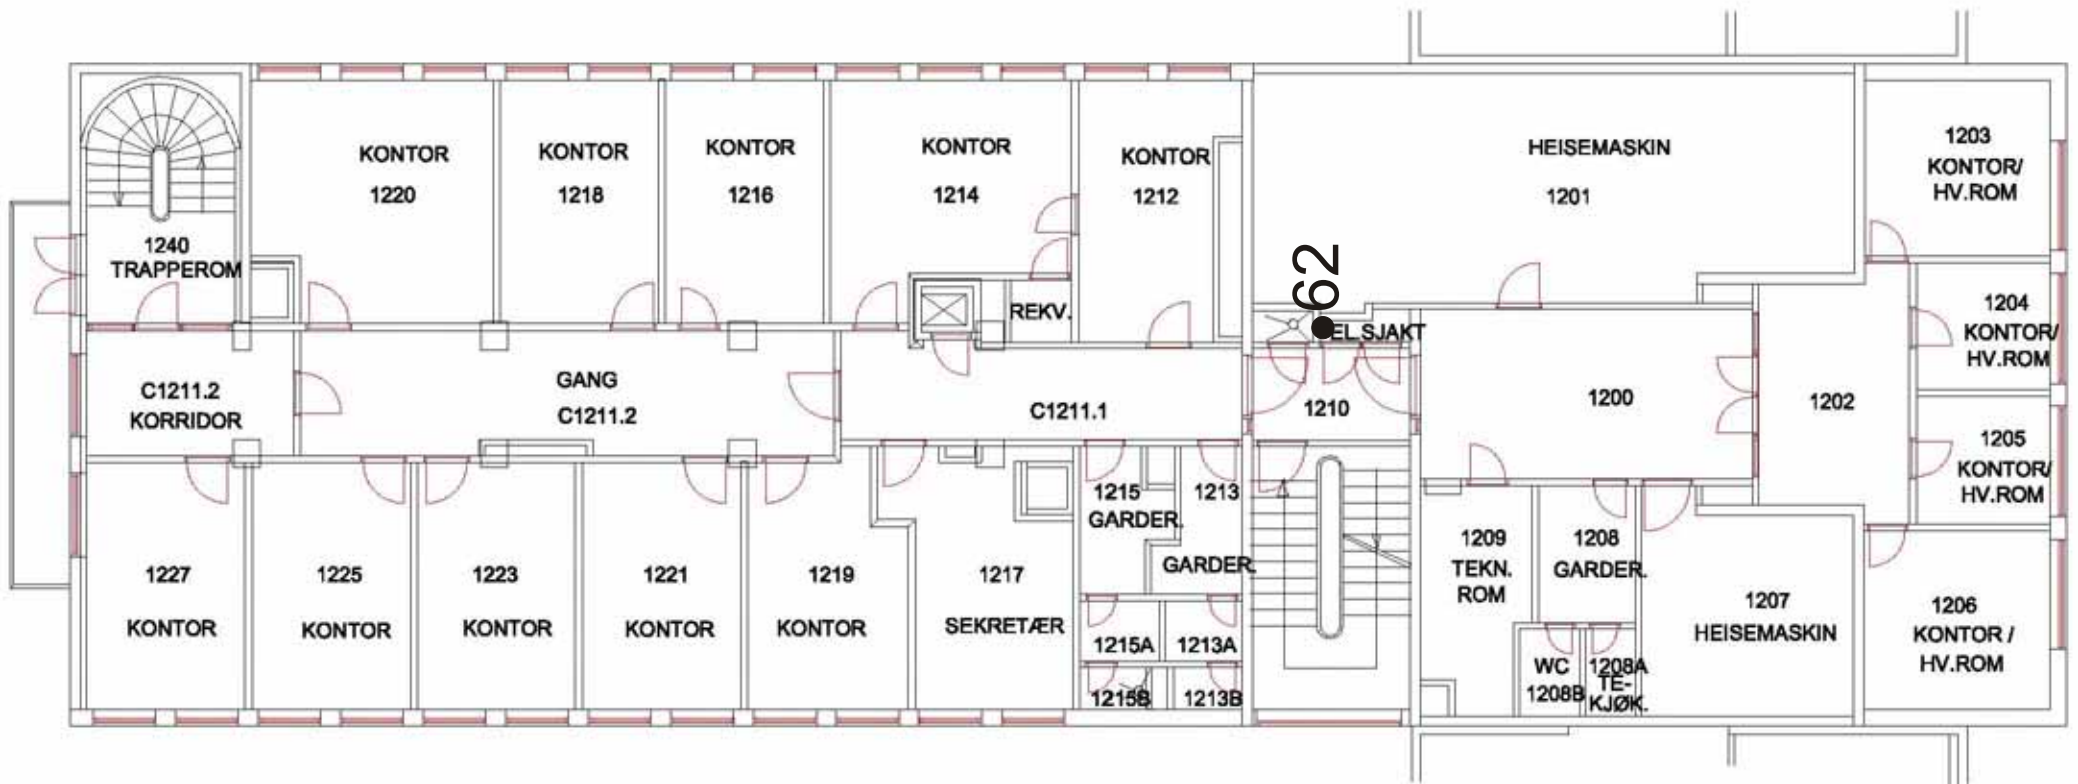 KONTOR
1220
KONTOR
1218
KONTOR
1216
KONTOR
1214
KONTOR
1212
HEISEMASKIN
1201
1203
KONTOR/
HV.ROM
1240
TRAPPEROM
REKV.
62
ELSJAKT
1204
KONTOR/
HV.ROM
C1211.2
KORRIDOR
GANG
C1211.2
C1211.1
1210
1200
1202
1205
KONTOR/
HV.ROM
1227
KONTOR
1225
KONTOR
1223
KONTOR
1221
KONTOR
1219
KONTOR
1217
SEKRETÆR
1215
GARDER.
1213
GARDER.
1215A
1213A
1215B
1213B
1209
TEKN.
ROM
1208
GARDER.
WC
1208B
1208A
TE-
KJØK.
1207
HEISEMASKIN
1206
KONTOR /
HV.ROM